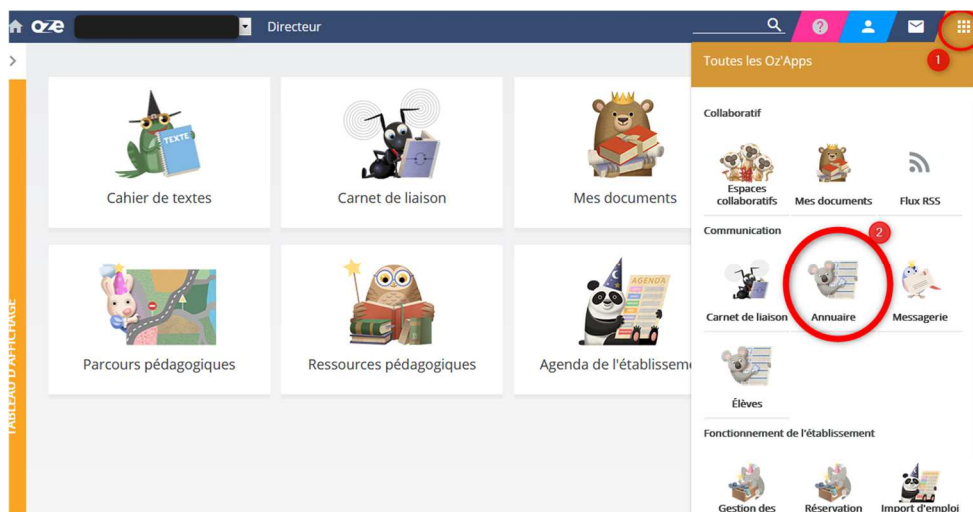 oze
Directeur
?
1
Toutes les Oz'Apps
TEXTE
Cahier de textes
Carnet de liaison
Mes documents
Parcours pédagogiques
Ressources pédagogiques
AGENDA
Agenda de l'établisseme
TABLEAU D'AFFICHAGE
Collaboratif
Espaces
collaboratifs
Mes documents
Flux RSS
Communication
2
Carnet de liaison
Annuaire
Messagerie
Élèves
Fonctionnement de l'établissement
Gestion des
Réservation
Import d'emploi